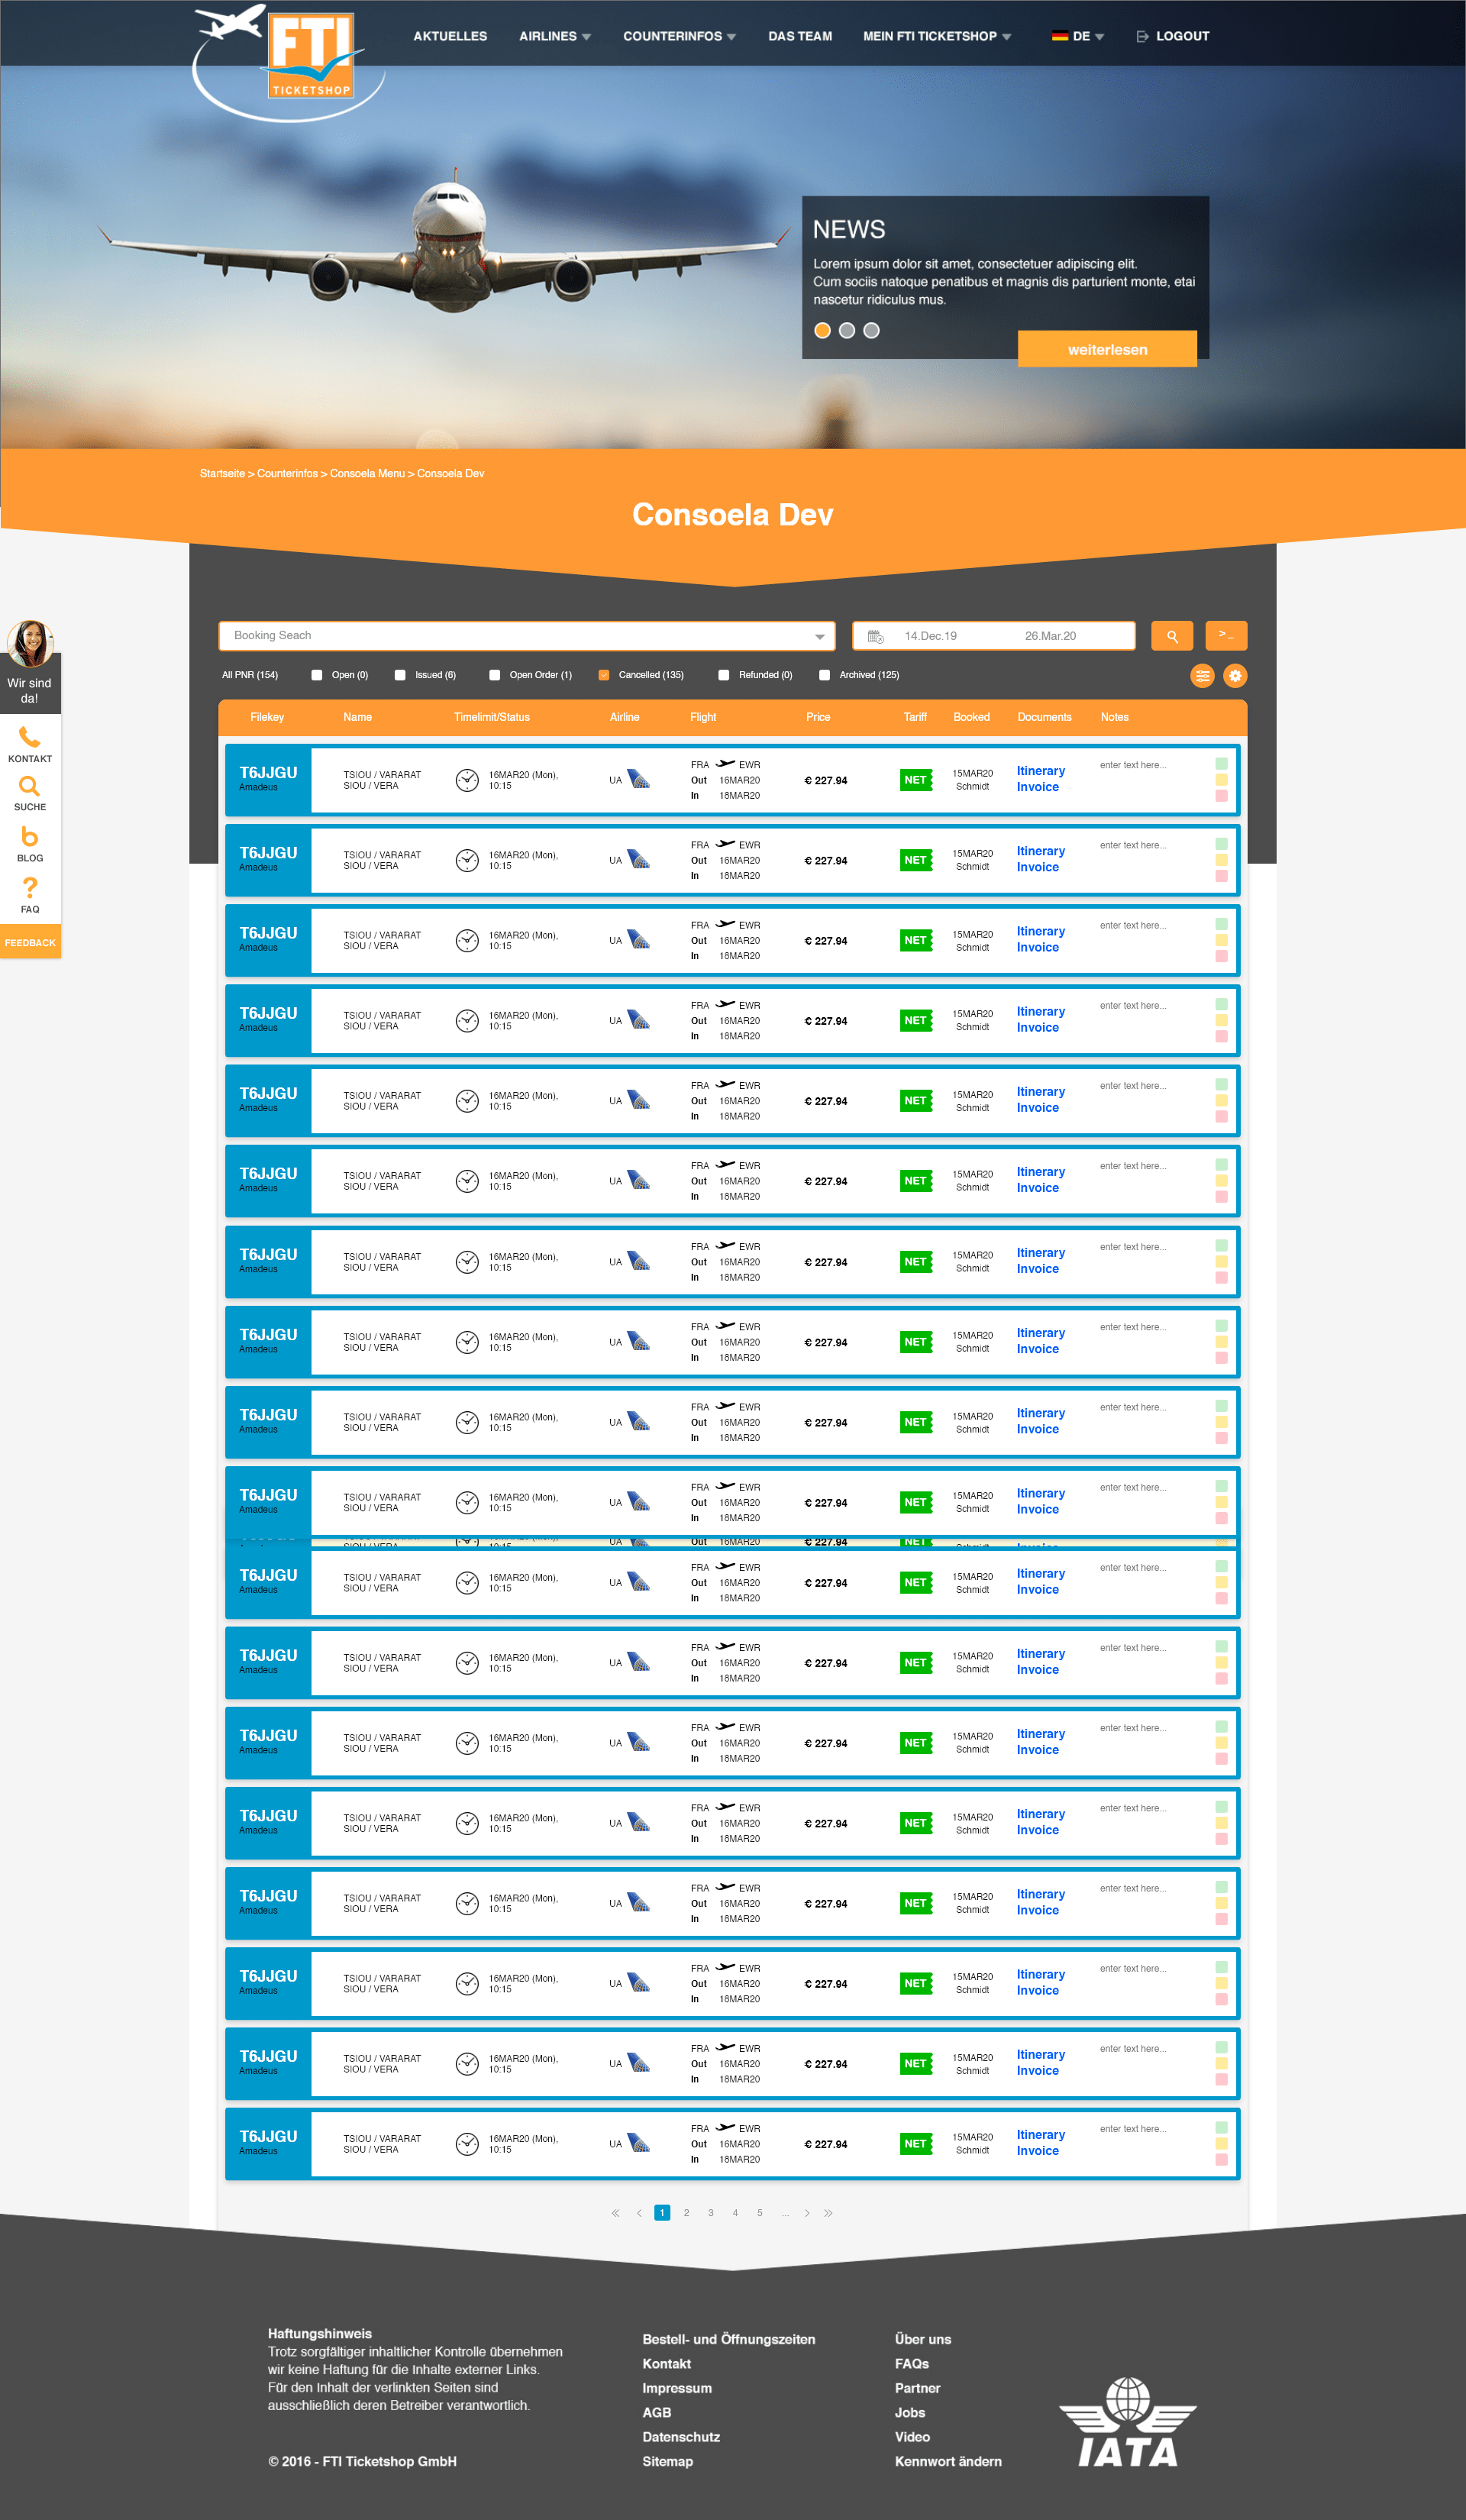 FTI
TICKETSHOP
AKTUELLES AIRLINES COUNTERINFOS DAS TEAM MEIN FTI TICKETSHOP DE LOGOUT
NEWS
Lorem ipsum dolor sit amet, consectetuer adipiscing elit.
Cum sociis natoque penatibus et magnis dis parturient monte, etai
nascetur ridiculus mus.
weiterlesen
Startseite > Counterinfos > Consoela Menu > Consoela Dev
Consoela Dev
Wir sind
da!
KONTAKT
SUCHE
BLOG
FAQ
FEEDBACK
Booking Seach 14.Dec.19 26.Mar.20 >_
All PNR (154) Open (0) Issued (6) Open Order (1) Cancelled (135) Refunded (0) Archived (125)
Filekey Name Timelimit/Status Airline Flight Price Tariff Booked Documents Notes
T6JJGU Amadeus TSIOU / VARARAT SIOU / VERA 16MAR20 (Mon), 10:15 UA FRA EWR Out 16MAR20 In 18MAR20 € 227.94 NET 15MAR20 Schmidt Itinerary Invoice enter text here...
T6JJGU Amadeus TSIOU / VARARAT SIOU / VERA 16MAR20 (Mon), 10:15 UA FRA EWR Out 16MAR20 In 18MAR20 € 227.94 NET 15MAR20 Schmidt Itinerary Invoice enter text here...
T6JJGU Amadeus TSIOU / VARARAT SIOU / VERA 16MAR20 (Mon), 10:15 UA FRA EWR Out 16MAR20 In 18MAR20 € 227.94 NET 15MAR20 Schmidt Itinerary Invoice enter text here...
T6JJGU Amadeus TSIOU / VARARAT SIOU / VERA 16MAR20 (Mon), 10:15 UA FRA EWR Out 16MAR20 In 18MAR20 € 227.94 NET 15MAR20 Schmidt Itinerary Invoice enter text here...
T6JJGU Amadeus TSIOU / VARARAT SIOU / VERA 16MAR20 (Mon), 10:15 UA FRA EWR Out 16MAR20 In 18MAR20 € 227.94 NET 15MAR20 Schmidt Itinerary Invoice enter text here...
T6JJGU Amadeus TSIOU / VARARAT SIOU / VERA 16MAR20 (Mon), 10:15 UA FRA EWR Out 16MAR20 In 18MAR20 € 227.94 NET 15MAR20 Schmidt Itinerary Invoice enter text here...
T6JJGU Amadeus TSIOU / VARARAT SIOU / VERA 16MAR20 (Mon), 10:15 UA FRA EWR Out 16MAR20 In 18MAR20 € 227.94 NET 15MAR20 Schmidt Itinerary Invoice enter text here...
T6JJGU Amadeus TSIOU / VARARAT SIOU / VERA 16MAR20 (Mon), 10:15 UA FRA EWR Out 16MAR20 In 18MAR20 € 227.94 NET 15MAR20 Schmidt Itinerary Invoice enter text here...
T6JJGU Amadeus TSIOU / VARARAT SIOU / VERA 16MAR20 (Mon), 10:15 UA FRA EWR Out 16MAR20 In 18MAR20 € 227.94 NET 15MAR20 Schmidt Itinerary Invoice enter text here...
T6JJGU Amadeus TSIOU / VARARAT SIOU / VERA 16MAR20 (Mon), 10:15 UA FRA EWR Out 16MAR20 In 18MAR20 € 227.94 NET 15MAR20 Schmidt Itinerary Invoice enter text here...
UA Out 16MAR20 € 227.94 NET
T6JJGU Amadeus TSIOU / VARARAT SIOU / VERA 16MAR20 (Mon), 10:15 UA FRA EWR Out 16MAR20 In 18MAR20 € 227.94 NET 15MAR20 Schmidt Itinerary Invoice enter text here...
T6JJGU Amadeus TSIOU / VARARAT SIOU / VERA 16MAR20 (Mon), 10:15 UA FRA EWR Out 16MAR20 In 18MAR20 € 227.94 NET 15MAR20 Schmidt Itinerary Invoice enter text here...
T6JJGU Amadeus TSIOU / VARARAT SIOU / VERA 16MAR20 (Mon), 10:15 UA FRA EWR Out 16MAR20 In 18MAR20 € 227.94 NET 15MAR20 Schmidt Itinerary Invoice enter text here...
T6JJGU Amadeus TSIOU / VARARAT SIOU / VERA 16MAR20 (Mon), 10:15 UA FRA EWR Out 16MAR20 In 18MAR20 € 227.94 NET 15MAR20 Schmidt Itinerary Invoice enter text here...
T6JJGU Amadeus TSIOU / VARARAT SIOU / VERA 16MAR20 (Mon), 10:15 UA FRA EWR Out 16MAR20 In 18MAR20 € 227.94 NET 15MAR20 Schmidt Itinerary Invoice enter text here...
T6JJGU Amadeus TSIOU / VARARAT SIOU / VERA 16MAR20 (Mon), 10:15 UA FRA EWR Out 16MAR20 In 18MAR20 € 227.94 NET 15MAR20 Schmidt Itinerary Invoice enter text here...
T6JJGU Amadeus TSIOU / VARARAT SIOU / VERA 16MAR20 (Mon), 10:15 UA FRA EWR Out 16MAR20 In 18MAR20 € 227.94 NET 15MAR20 Schmidt Itinerary Invoice enter text here...
T6JJGU Amadeus TSIOU / VARARAT SIOU / VERA 16MAR20 (Mon), 10:15 UA FRA EWR Out 16MAR20 In 18MAR20 € 227.94 NET 15MAR20 Schmidt Itinerary Invoice enter text here...
1 2 3 4 5 ...
Haftungshinweis
Trotz sorgfältiger inhaltlicher Kontrolle übernehmen
wir keine Haftung für die Inhalte externer Links.
Für den Inhalt der verlinkten Seiten sind
ausschließlich deren Betreiber verantwortlich.
© 2016 - FTI Ticketshop GmbH
Bestell- und Öffnungszeiten
Kontakt
Impressum
AGB
Datenschutz
Sitemap
Über uns
FAQs
Partner
Jobs
Video
Kennwort ändern
IATA